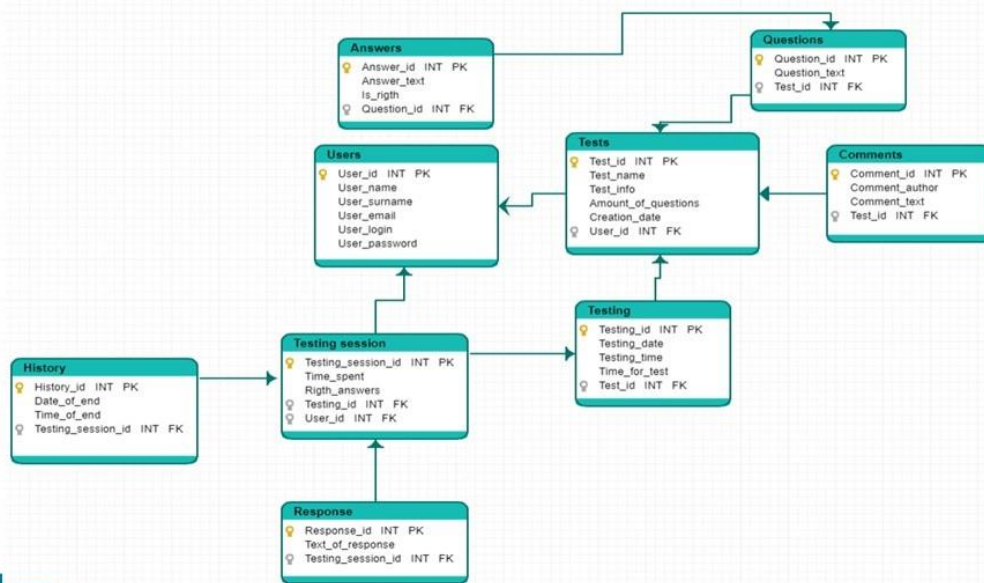 Answers
Answer_id INT PK
Answer_text
Is_rigth
Question_id INT FK
Questions
Question_id INT PK
Question_text
Test_id INT FK
Users
User_id INT PK
User_name
User_surname
User_email
User_login
User_password
Tests
Test_id INT PK
Test_name
Test_info
Amount_of_questions
Creation_date
User_id INT FK
Comments
Comment_id INT PK
Comment_author
Comment_text
Test_id INT FK
Testing session
Testing_session_id INT PK
Time_spent
Rigth_answers
Testing_id INT FK
User_id INT FK
Testing
Testing_id INT PK
Testing_date
Testing_time
Time_for_test
Test_id INT FK
History
History_id INT PK
Date_of_end
Time_of_end
Testing_session_id INT FK
Response
Response_id INT PK
Text_of_response
Testing_session_id INT FK